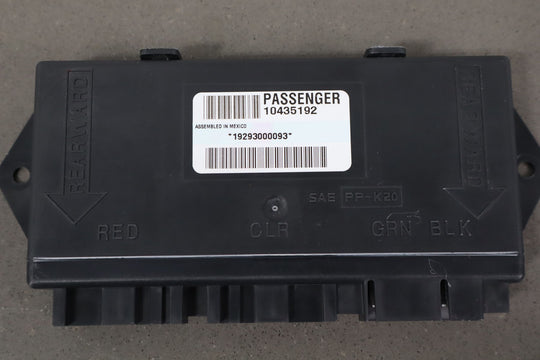 PASSENGER
10435192
ASSEMBLED IN MEXICO
"19293000093"
REARWARD
REARWARD
SAE PP-K20
RED CLR GRN BLK